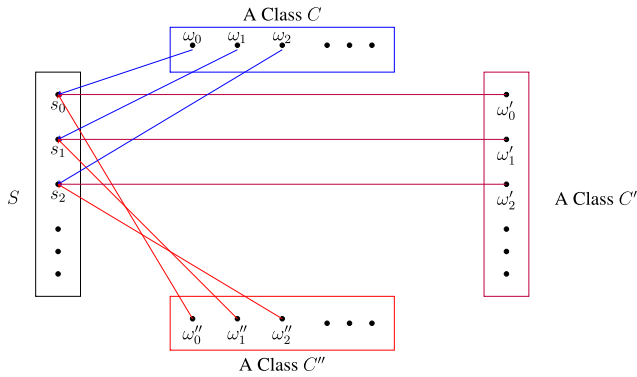 A Class C
ω₀ ω₁ ω₂
s₀
s₁
s₂
S
ω′₀
ω′₁
ω′₂
A Class C′
ω″₀ ω″₁ ω″₂
A Class C″